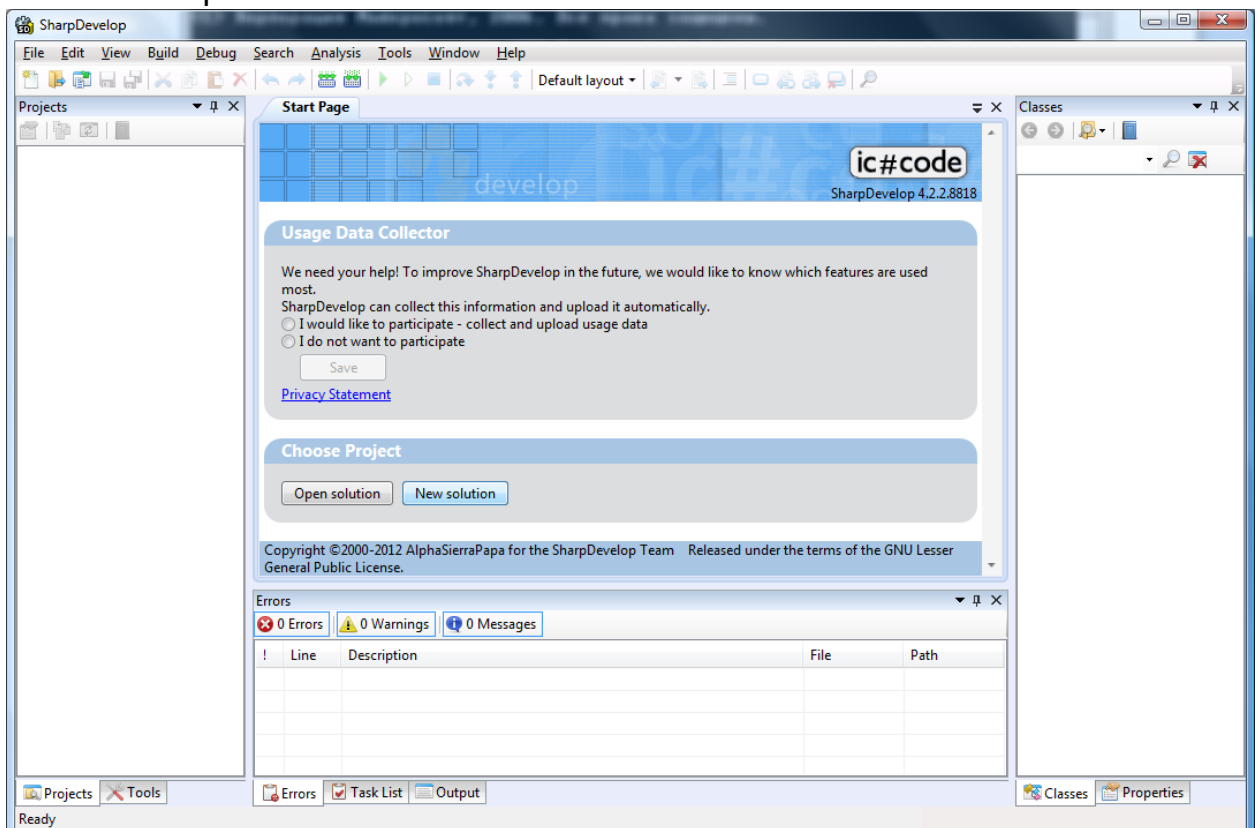 SharpDevelop
File Edit View Build Debug Search Analysis Tools Window Help
Default layout
Projects
Start Page
Classes
ic#code
develop
SharpDevelop 4.2.2.8818
Usage Data Collector
We need your help! To improve SharpDevelop in the future, we would like to know which features are used
most.
SharpDevelop can collect this information and upload it automatically.
I would like to participate - collect and upload usage data
I do not want to participate
Save
Privacy Statement
Choose Project
Open solution New solution
Copyright ©2000-2012 AlphaSierraPapa for the SharpDevelop Team Released under the terms of the GNU Lesser
General Public License.
Errors
0 Errors 0 Warnings 0 Messages
! Line Description File Path
Projects Tools Errors Task List Output Classes Properties
Ready